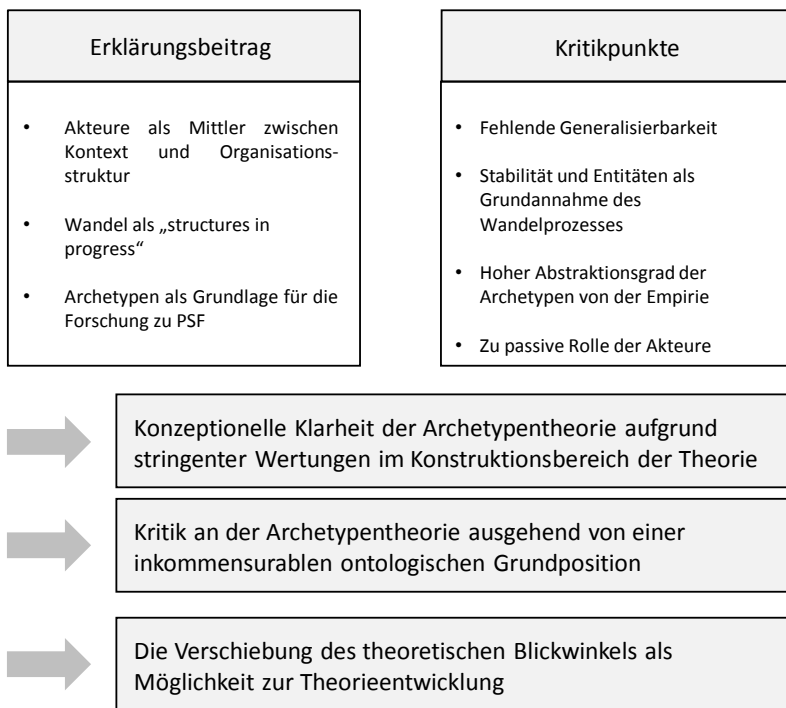 Erklärungsbeitrag
• Akteure als Mittler zwischen
Kontext und Organisations-
struktur
• Wandel als „structures in
progress“
• Archetypen als Grundlage für die
Forschung zu PSF
Kritikpunkte
• Fehlende Generalisierbarkeit
• Stabilität und Entitäten als
Grundannahme des
Wandelprozesses
• Hoher Abstraktionsgrad der
Archetypen von der Empirie
• Zu passive Rolle der Akteure
Konzeptionelle Klarheit der Archetypentheorie aufgrund
stringenter Wertungen im Konstruktionsbereich der Theorie
Kritik an der Archetypentheorie ausgehend von einer
inkommensurablen ontologischen Grundposition
Die Verschiebung des theoretischen Blickwinkels als
Möglichkeit zur Theorieentwicklung